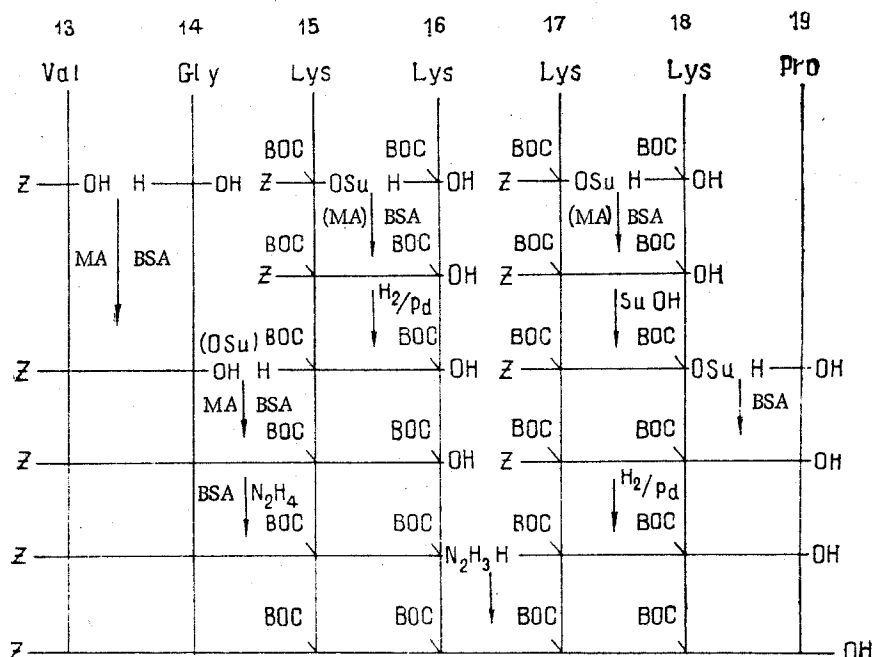 13 14 15 16 17 18 19
Val Gly Lys Lys Lys Lys Pro
BOC BOC BOC BOC
Z OH H OH Z OSu H OH Z OSu H OH
(MA) BSA (MA) BSA
MA BSA BOC BOC BOC BOC
Z OH Z OH
H₂/pd Su OH
(OSu) BOC BOC BOC BOC
Z OH H OH Z OSu H OH
MA BSA BSA
BOC BOC BOC BOC
Z OH Z OH
BSA N₂H₄ H₂/pd
BOC BOC BOC BOC
Z N₂H₃ H OH
BOC BOC BOC BOC
Z OH